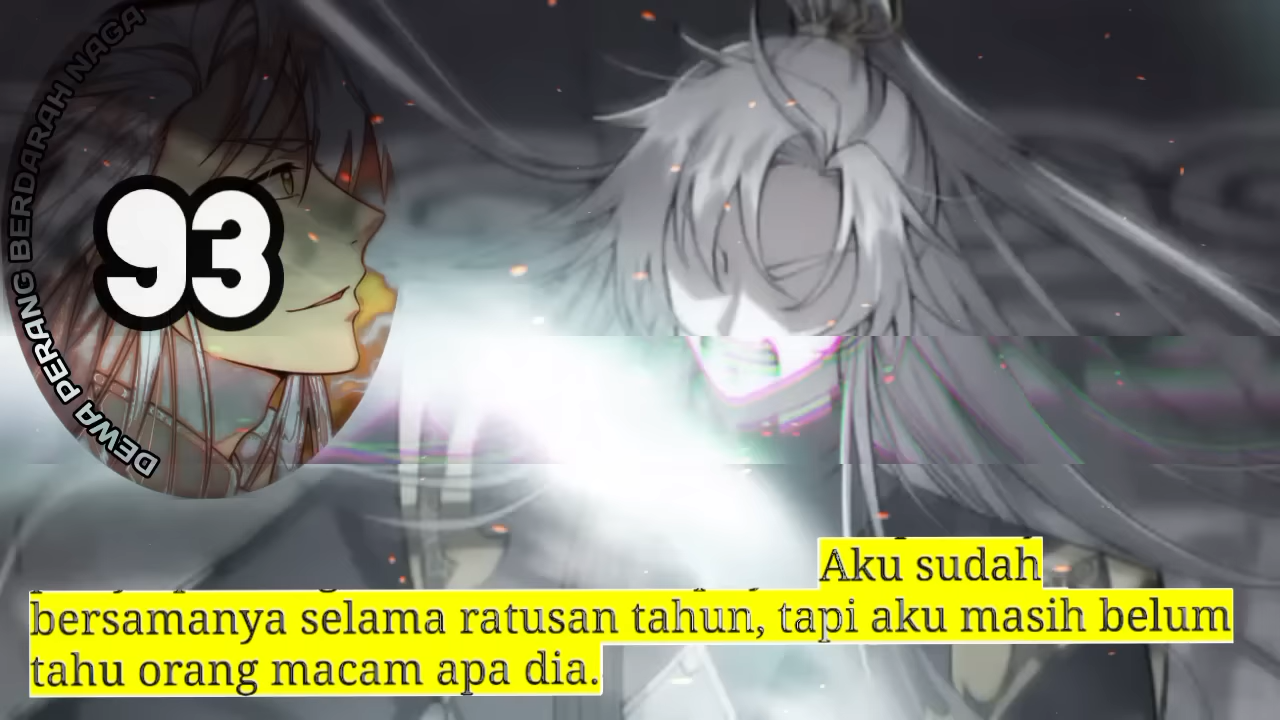 DEWA PERANG BERDARAH NAGA
93
Aku sudah
bersamanya selama ratusan tahun, tapi aku masih belum
tahu orang macam apa dia.